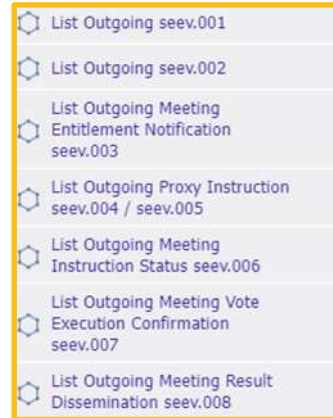 List Outgoing seev.001
List Outgoing seev.002
List Outgoing Meeting
Entitlement Notification
seev.003
List Outgoing Proxy Instruction
seev.004 / seev.005
List Outgoing Meeting
Instruction Status seev.006
List Outgoing Meeting Vote
Execution Confirmation
seev.007
List Outgoing Meeting Result
Dissemination seev.008